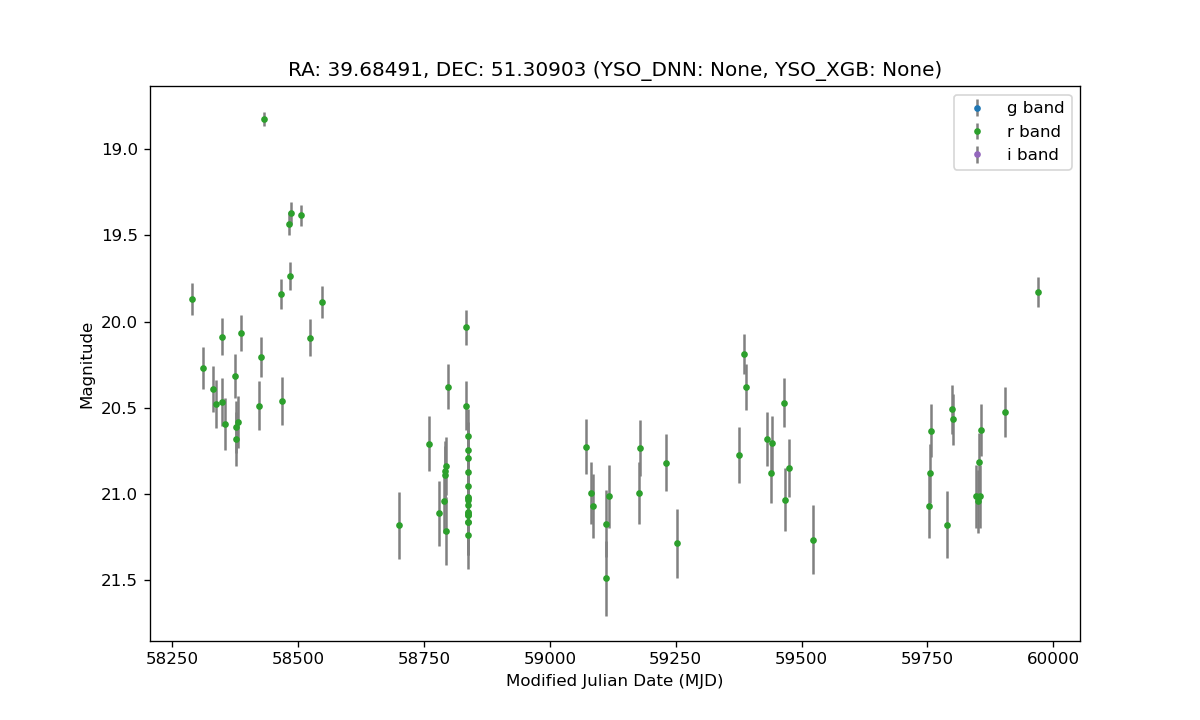 RA: 39.68491, DEC: 51.30903 (YSO_DNN: None, YSO_XGB: None)
g band
r band
i band
Magnitude
19.0
19.5
20.0
20.5
21.0
21.5
58250 58500 58750 59000 59250 59500 59750 60000
Modified Julian Date (MJD)